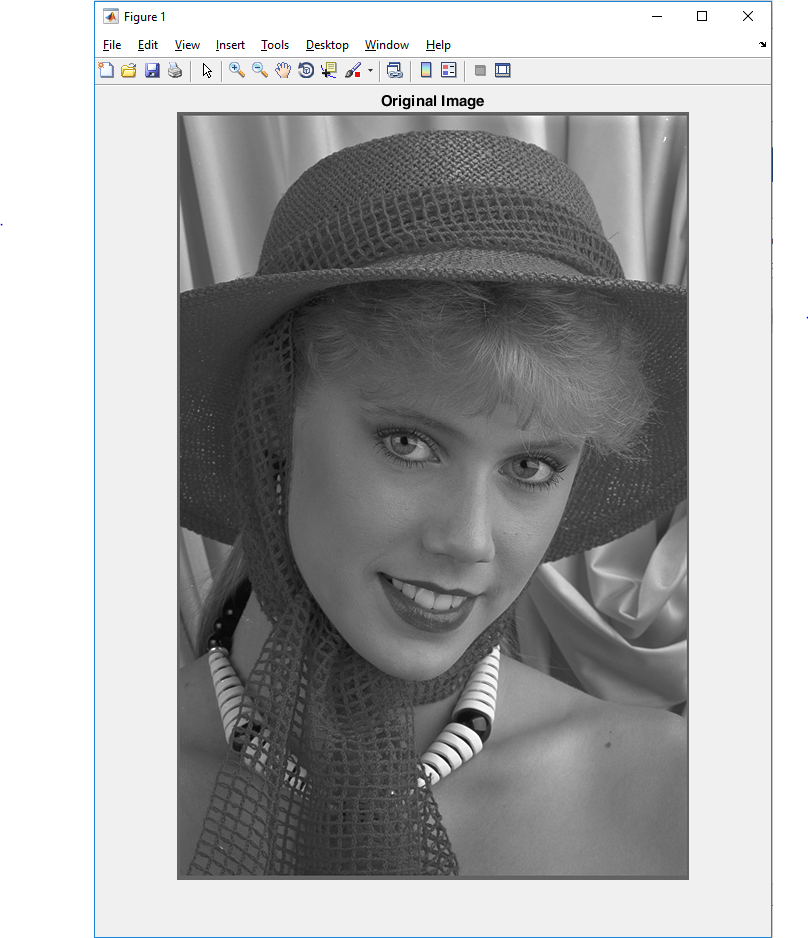 Figure 1
File Edit View Insert Tools Desktop Window Help
Original Image